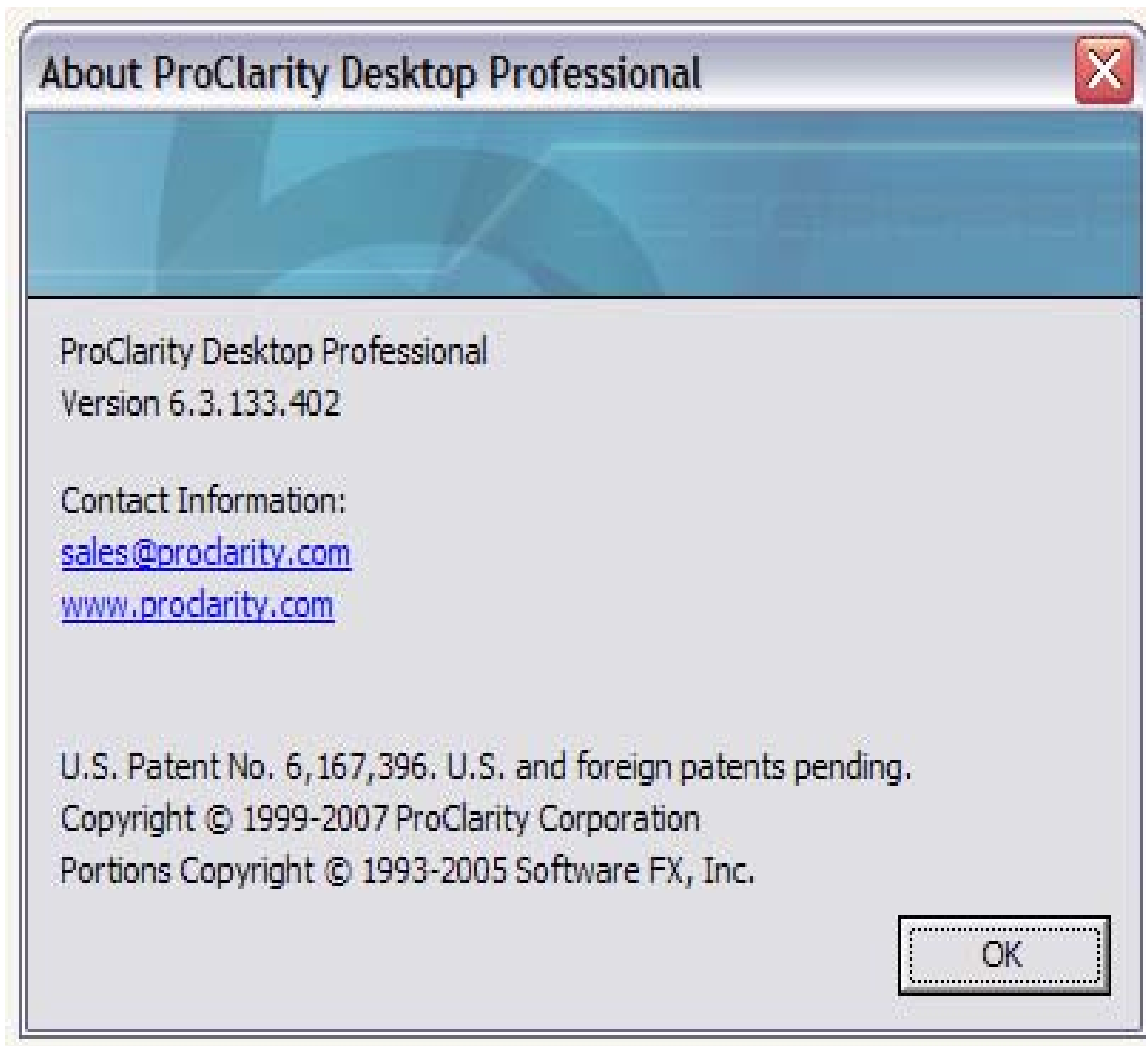 About ProClarity Desktop Professional
ProClarity Desktop Professional
Version 6.3.133.402
Contact Information:
sales@proclarity.com
www.proclarity.com
U.S. Patent No. 6,167,396. U.S. and foreign patents pending.
Copyright © 1999-2007 ProClarity Corporation
Portions Copyright © 1993-2005 Software FX, Inc.
OK